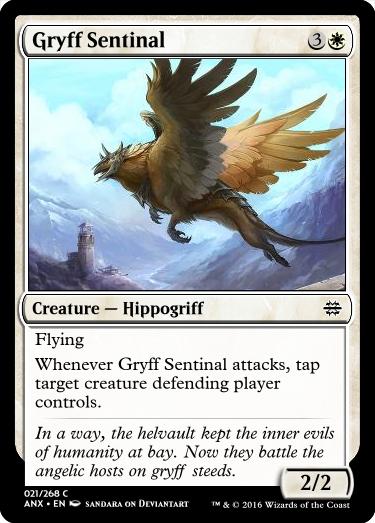 Gryff Sentinal 3
Creature — Hippogriff
Flying
Whenever Gryff Sentinal attacks, tap
target creature defending player
controls.
In a way, the helvault kept the inner evils
of humanity at bay. Now they battle the
angelic hosts on gryff steeds.
2/2
021/268 C
ANX • EN SANDARA ON DEVIANTART ™ & © 2016 Wizards of the Coast